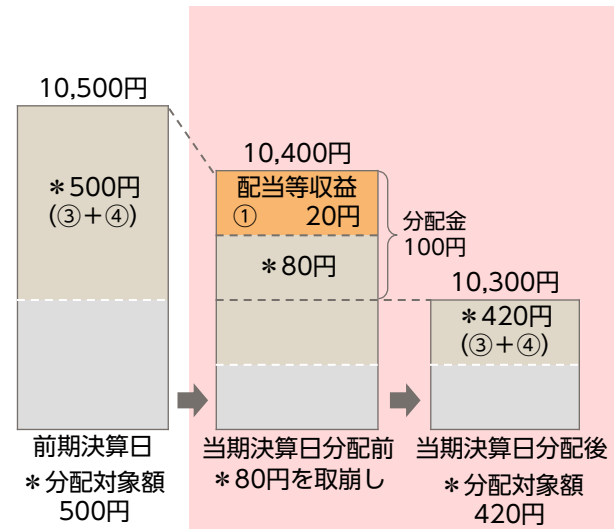 10,500円
＊500円
(③＋④)
前期決算日
＊分配対象額
500円
10,400円
配当等収益
① 20円
＊80円
分配金
100円
当期決算日分配前
＊80円を取崩し
10,300円
＊420円
(③＋④)
当期決算日分配後
＊分配対象額
420円